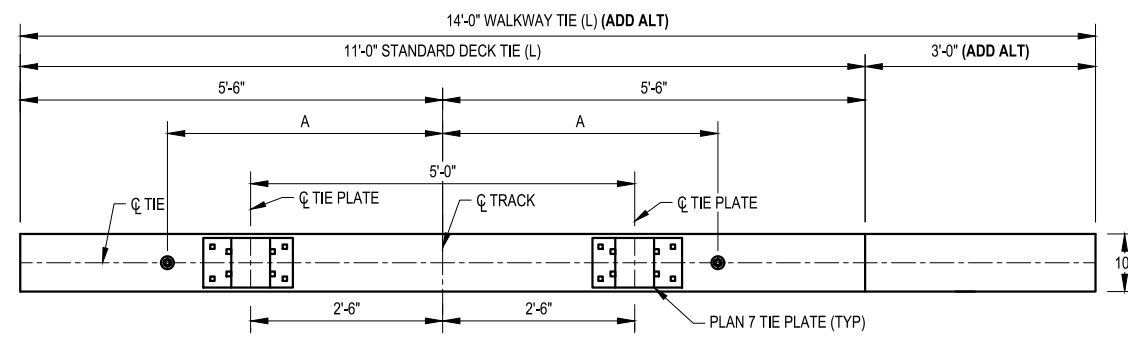 14'-0" WALKWAY TIE (L) (ADD ALT)
11'-0" STANDARD DECK TIE (L)
3'-0" (ADD ALT)
5'-6"
5'-6"
A
A
5'-0"
℄ TIE
℄ TIE PLATE
℄ TRACK
℄ TIE PLATE
10
2'-6"
2'-6"
PLAN 7 TIE PLATE (TYP)